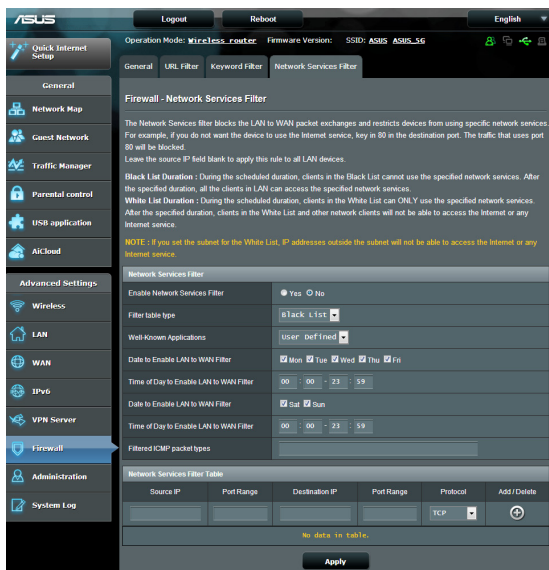 ASUS
Logout
Reboot
English
Quick Internet Setup
Operation Mode: Wireless router Firmware Version: SSID: ASUS ASUS_5G
General URL Filter Keyword Filter Network Services Filter
General
Network Map
Guest Network
Traffic Manager
Parental control
USB application
AiCloud
Advanced Settings
Wireless
LAN
WAN
IPv6
VPN Server
Firewall
Administration
System Log
Firewall - Network Services Filter
The Network Services filter blocks the LAN to WAN packet exchanges and restricts devices from using specific network services.
For example, if you do not want the device to use the Internet service, key in 80 in the destination port. The traffic that uses port
80 will be blocked.
Leave the source IP field blank to apply this rule to all LAN devices.
Black List Duration : During the scheduled duration, clients in the Black List cannot use the specified network services. After
the specified duration, all the clients in LAN can access the specified network services.
White List Duration : During the scheduled duration, clients in the White List can ONLY use the specified network services.
After the specified duration, clients in the White List and other network clients will not be able to access the Internet or any
Internet service.
NOTE : If you set the subnet for the White List, IP addresses outside the subnet will not be able to access the Internet or any
Internet service.
Network Services Filter
Enable Network Services Filter Yes No
Filter table type Black List
Well-Known Applications User Defined
Date to Enable LAN to WAN Filter Mon Tue Wed Thu Fri
Time of Day to Enable LAN to WAN Filter 00 : 00 - 23 : 59
Date to Enable LAN to WAN Filter Sat Sun
Time of Day to Enable LAN to WAN Filter 00 : 00 - 23 : 59
Filtered ICMP packet types
Network Services Filter Table
Source IP Port Range Destination IP Port Range Protocol Add / Delete
TCP
No data in table.
Apply